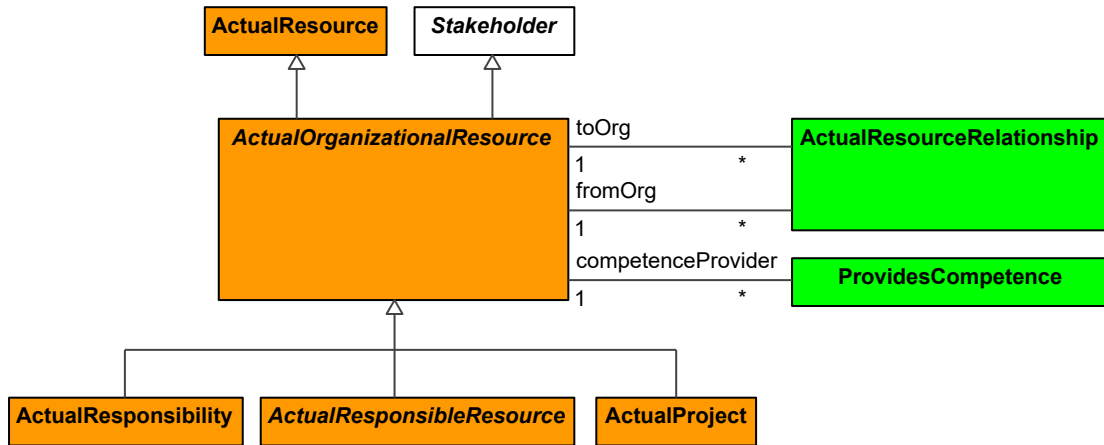 ActualResource
Stakeholder
ActualOrganizationalResource
toOrg
ActualResourceRelationship
1
*
fromOrg
1
*
competenceProvider
ProvidesCompetence
1
*
ActualResponsibility
ActualResponsibleResource
ActualProject